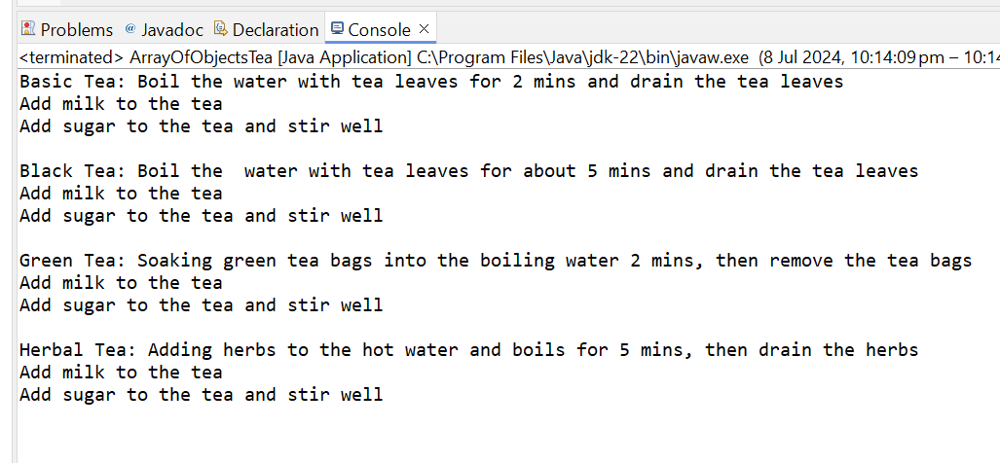 Problems @ Javadoc Declaration Console ×
<terminated> ArrayOfObjectsTea [Java Application] C:\Program Files\Java\jdk-22\bin\javaw.exe (8 Jul 2024, 10:14:09 pm – 10:14
Basic Tea: Boil the water with tea leaves for 2 mins and drain the tea leaves
Add milk to the tea
Add sugar to the tea and stir well
Black Tea: Boil the  water with tea leaves for about 5 mins and drain the tea leaves
Add milk to the tea
Add sugar to the tea and stir well
Green Tea: Soaking green tea bags into the boiling water 2 mins, then remove the tea bags
Add milk to the tea
Add sugar to the tea and stir well
Herbal Tea: Adding herbs to the hot water and boils for 5 mins, then drain the herbs
Add milk to the tea
Add sugar to the tea and stir well